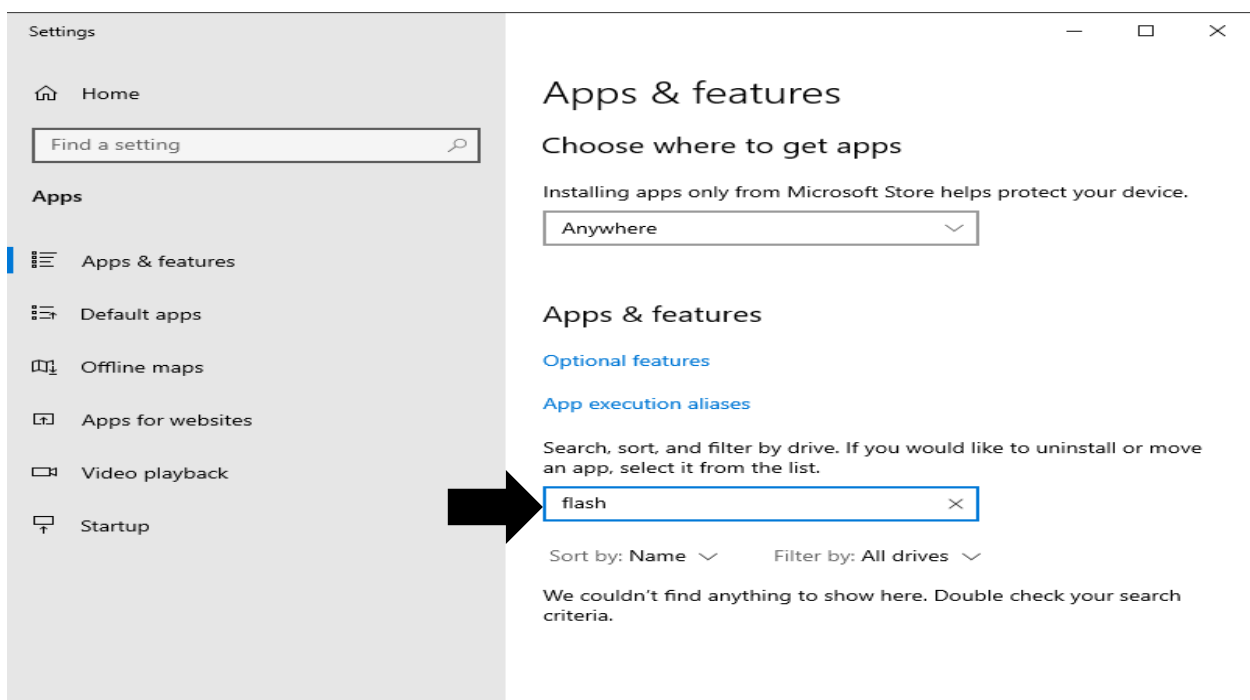 Settings
Home
Find a setting
Apps
Apps & features
Default apps
Offline maps
Apps for websites
Video playback
Startup
Apps & features
Choose where to get apps
Installing apps only from Microsoft Store helps protect your device.
Anywhere
Apps & features
Optional features
App execution aliases
Search, sort, and filter by drive. If you would like to uninstall or move
an app, select it from the list.
flash
Sort by: Name Filter by: All drives
We couldn't find anything to show here. Double check your search
criteria.